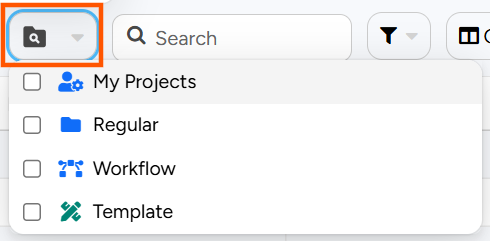 Search
My Projects
Regular
Workflow
Template